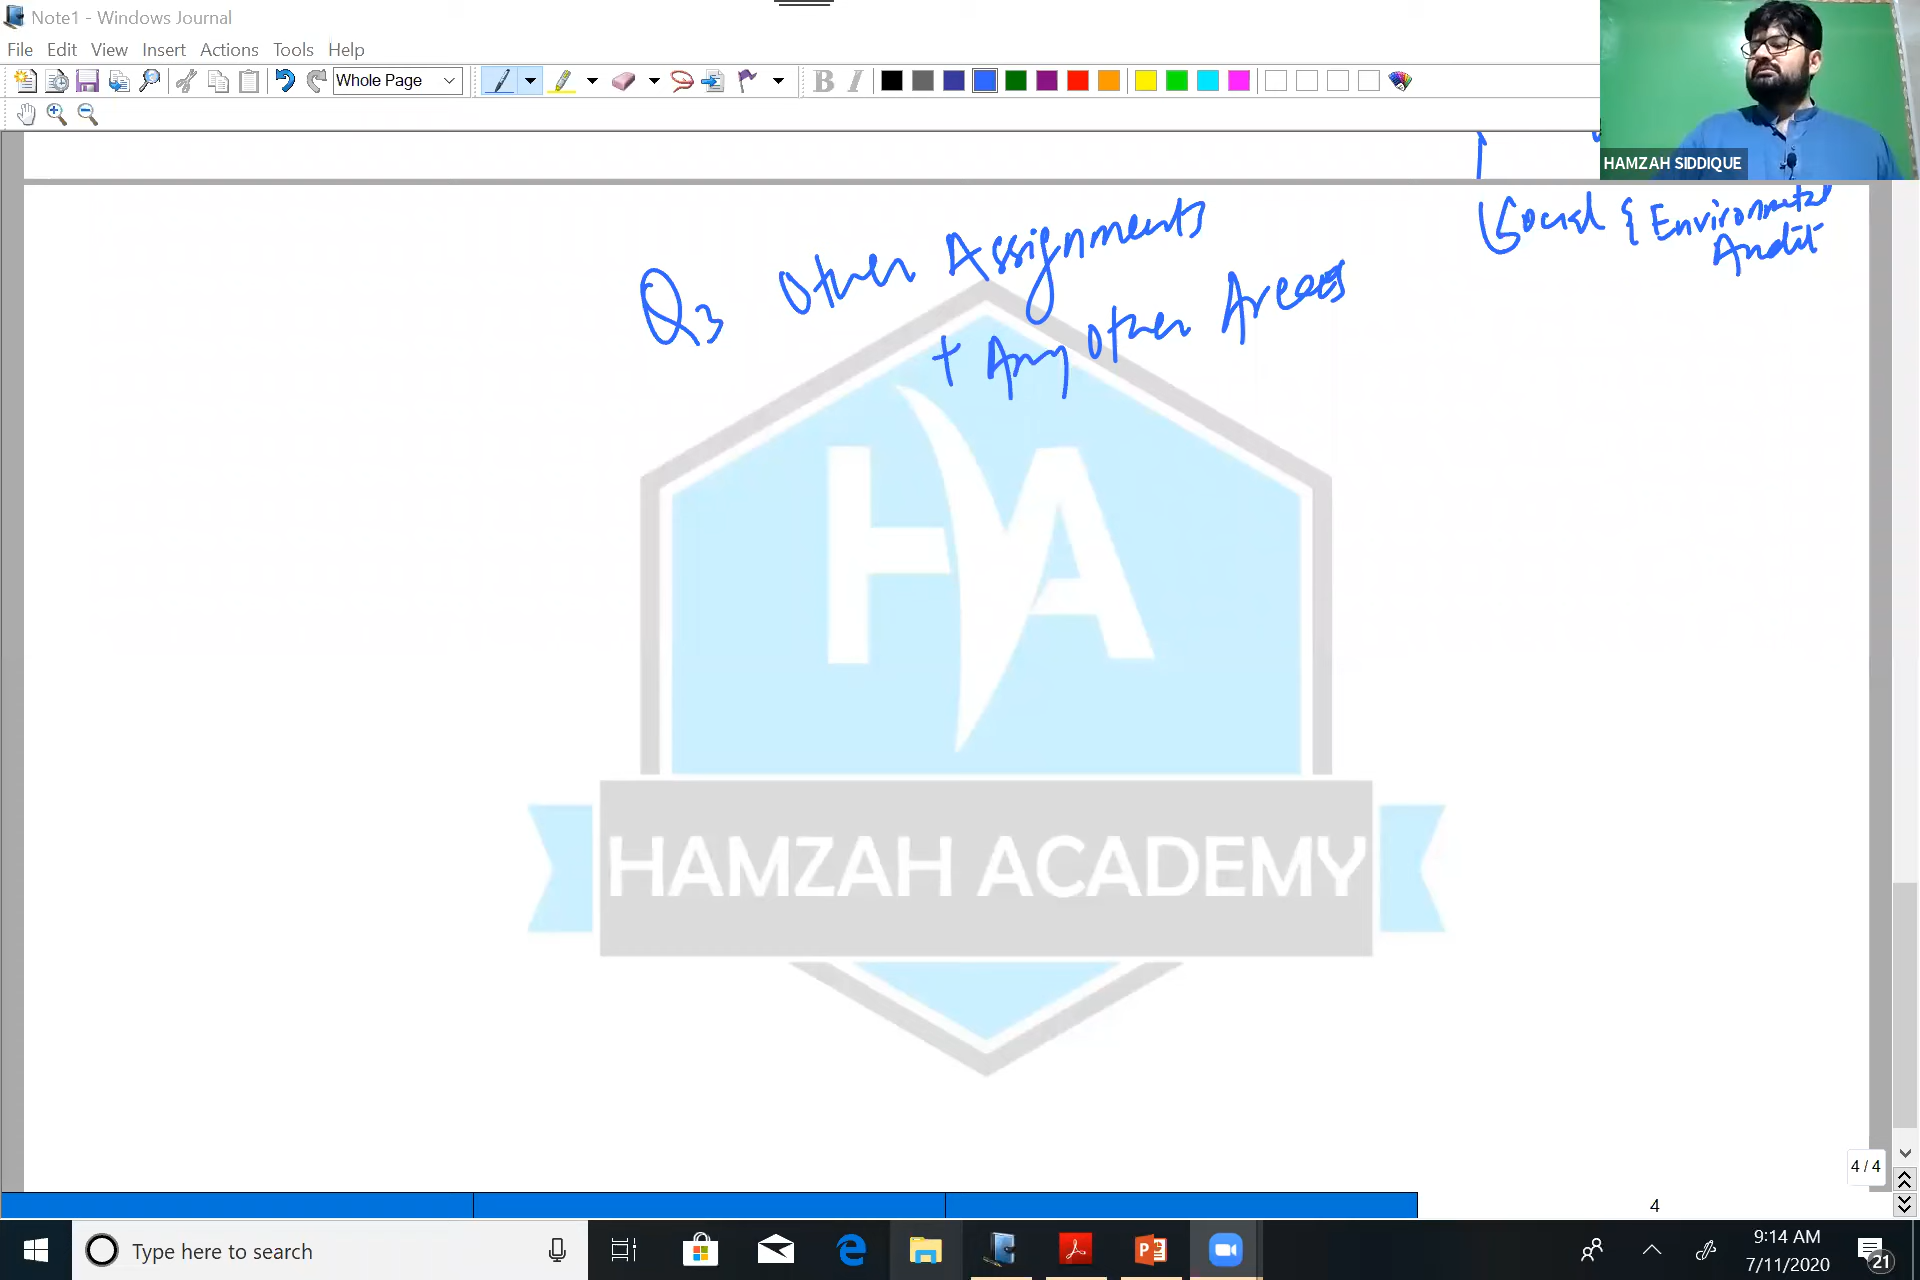 Note1 - Windows Journal
File Edit View Insert Actions Tools Help
Whole Page
B I
HAMZAH SIDDIQUE
Social & Environmental
Audit
Q3 Other Assignments
+ Any Other Areas
HA
HAMZAH ACADEMY
4 / 4
4
Type here to search
9:14 AM
7/11/2020
21